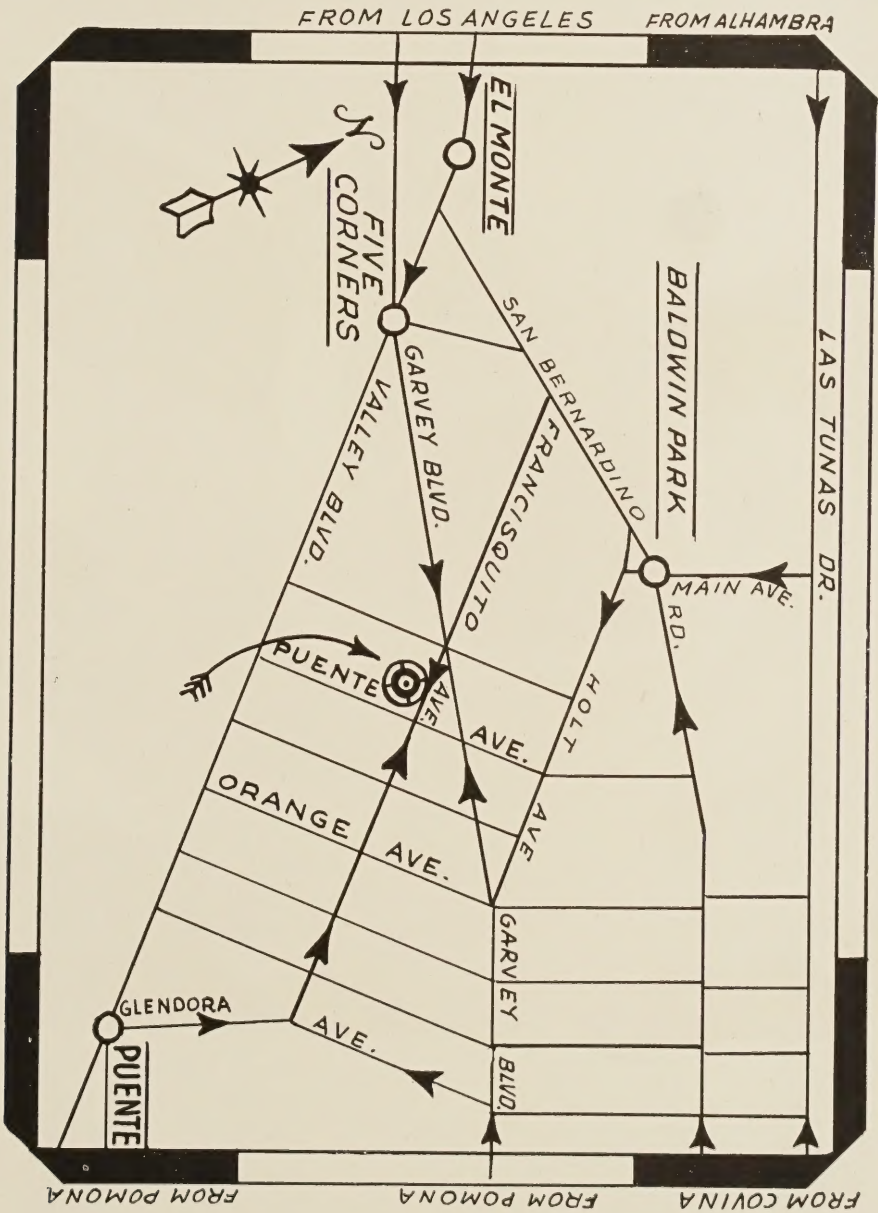 FROM LOS ANGELES
FROM ALHAMBRA
N
EL MONTE
FIVE
CORNERS
BALDWIN PARK
LAS TUNAS DR.
SAN BERNARDINO
RD.
MAIN AVE.
GARVEY BLVD.
VALLEY BLVD.
FRANCISQUITO
AVE.
HOLT
AVE
PUENTE
AVE.
ORANGE
AVE.
GARVEY
BLVD.
GLENDORA
AVE.
PUENTE
FROM POMONA
FROM POMONA
FROM COVINA